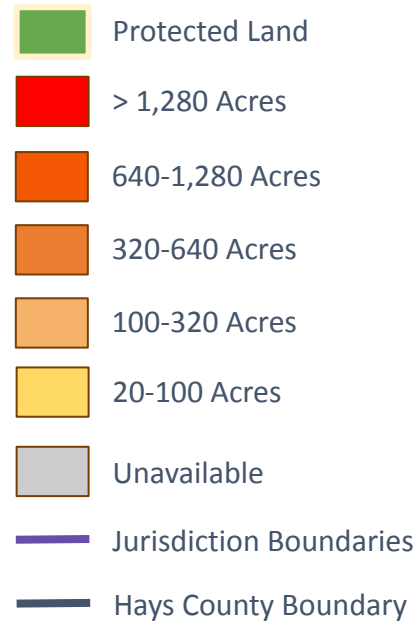 Protected Land
> 1,280 Acres
640-1,280 Acres
320-640 Acres
100-320 Acres
20-100 Acres
Unavailable
Jurisdiction Boundaries
Hays County Boundary